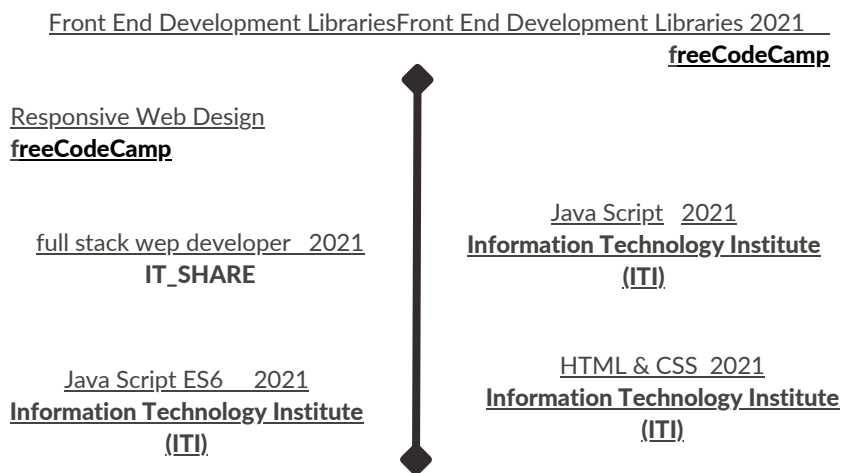 Front End Development LibrariesFront End Development Libraries 2021
freeCodeCamp
Responsive Web Design
freeCodeCamp
full stack wep developer 2021
IT_SHARE
Java Script ES6 2021
Information Technology Institute
(ITI)
Java Script 2021
Information Technology Institute
(ITI)
HTML & CSS 2021
Information Technology Institute
(ITI)